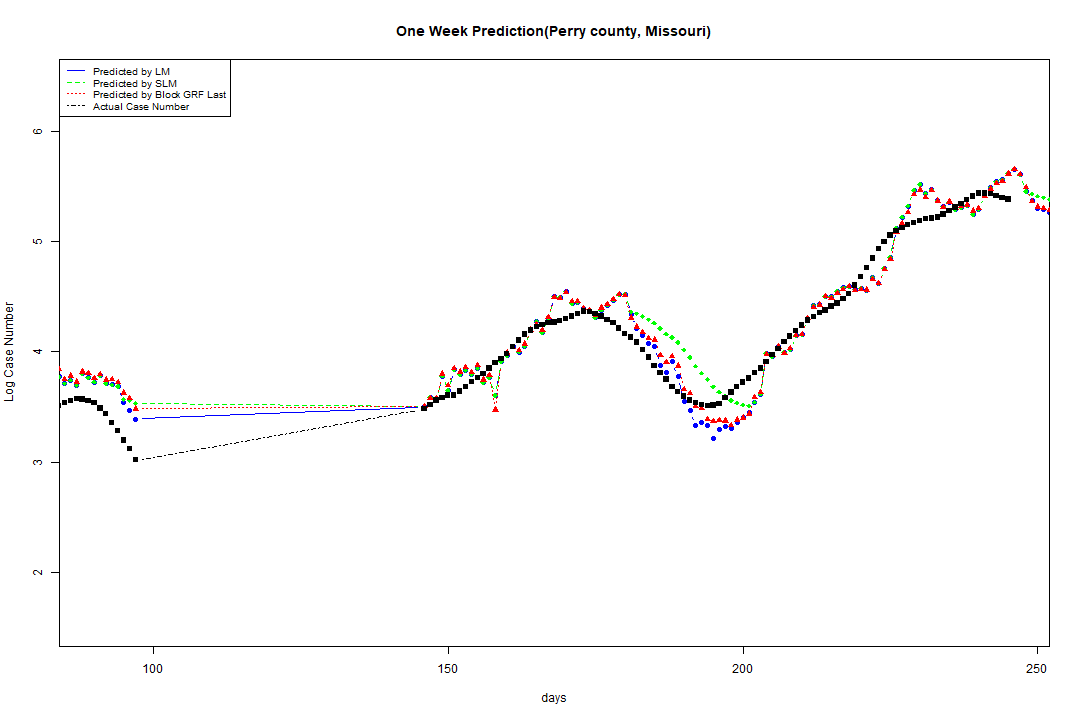 One Week Prediction(Perry county, Missouri)
Predicted by LM
Predicted by SLM
Predicted by Block GRF Last
Actual Case Number
6
5
4
3
2
Log Case Number
100
150
200
250
days